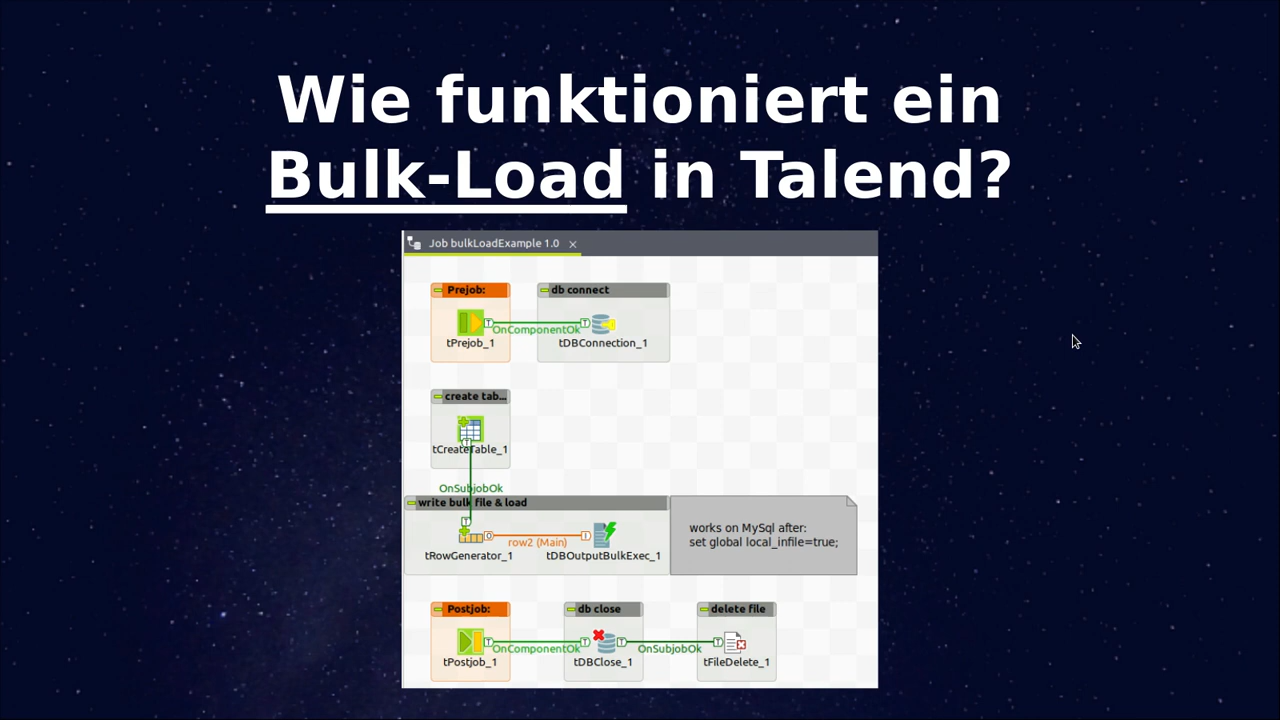 Wie funktioniert ein
Bulk-Load in Talend?
Job bulkLoadExample 1.0
Prejob:
db connect
OnComponentOk
tPrejob_1
tDBConnection_1
create tab...
tCreateTable_1
OnSubjobOk
write bulk file & load
works on MySql after:
set global local_infile=true;
row2 (Main)
tRowGenerator_1
tDBOutputBulkExec_1
Postjob:
db close
delete file
OnComponentOk
OnSubjobOk
tPostjob_1
tDBClose_1
tFileDelete_1